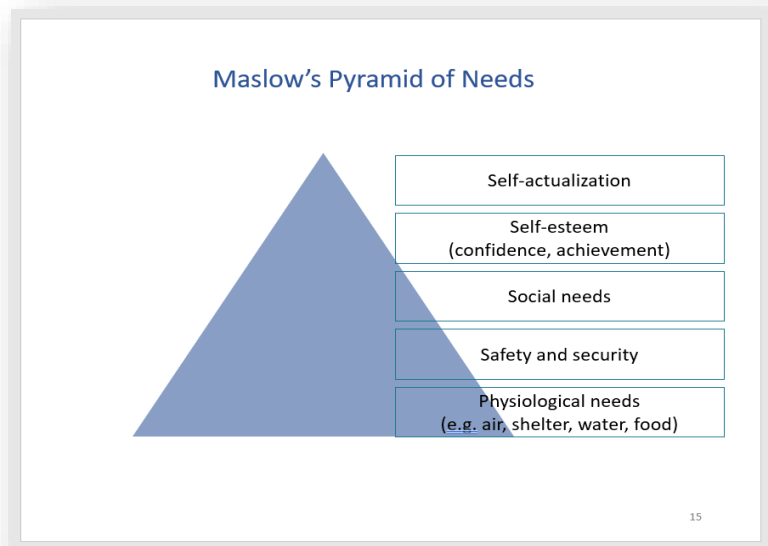 Maslow’s Pyramid of Needs
Self-actualization
Self-esteem
(confidence, achievement)
Social needs
Safety and security
Physiological needs
(e.g. air, shelter, water, food)
15